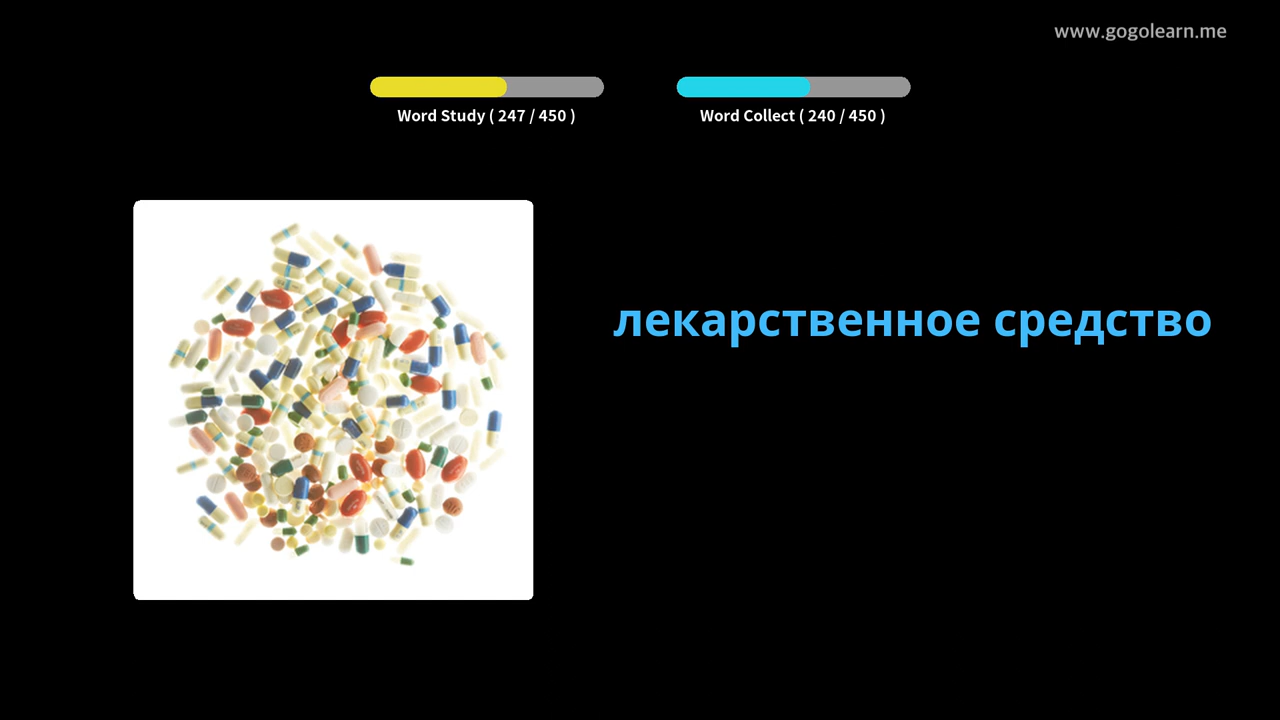 www.gogolearn.me
Word Study ( 247 / 450 )
Word Collect ( 240 / 450 )
лекарственное средство